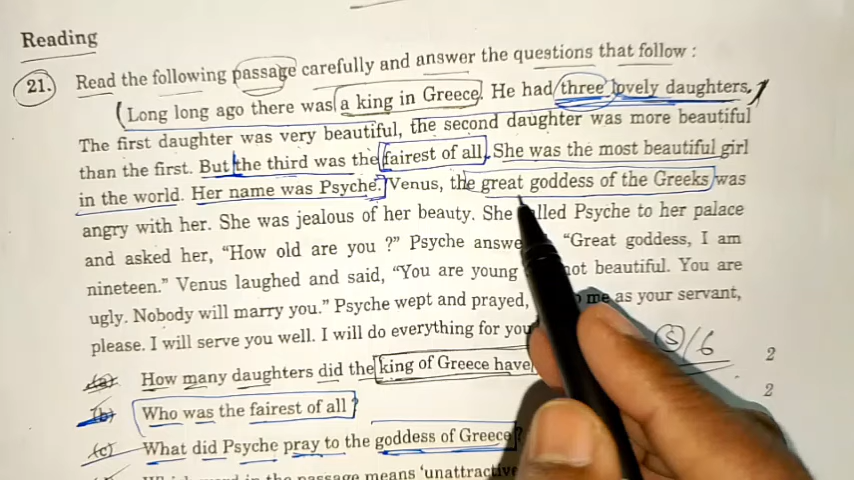 Reading
21. Read the following passage carefully and answer the questions that follow :
Long long ago there was a king in Greece. He had three lovely daughters.
The first daughter was very beautiful, the second daughter was more beautiful
than the first. But the third was the fairest of all. She was the most beautiful girl
in the world. Her name was Psyche. Venus, the great goddess of the Greeks was
angry with her. She was jealous of her beauty. She called Psyche to her palace
and asked her, "How old are you ?" Psyche "Great goddess, I am
nineteen." Venus laughed and said, "You are young not beautiful. You are
ugly. Nobody will marry you." Psyche wept and prayed, me as your servant,
please. I will serve you well. I will do everything for you
(a) How many daughters did the king of Greece have 2
(b) Who was the fairest of all ? 2
(c) What did Psyche pray to the goddess of Greece ?
Which word in the passage means 'unattractive